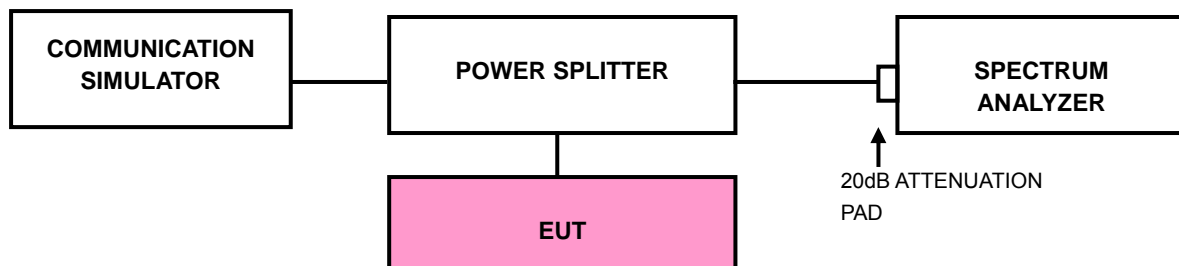 COMMUNICATION
SIMULATOR
POWER SPLITTER
SPECTRUM
ANALYZER
20dB ATTENUATION
PAD
EUT